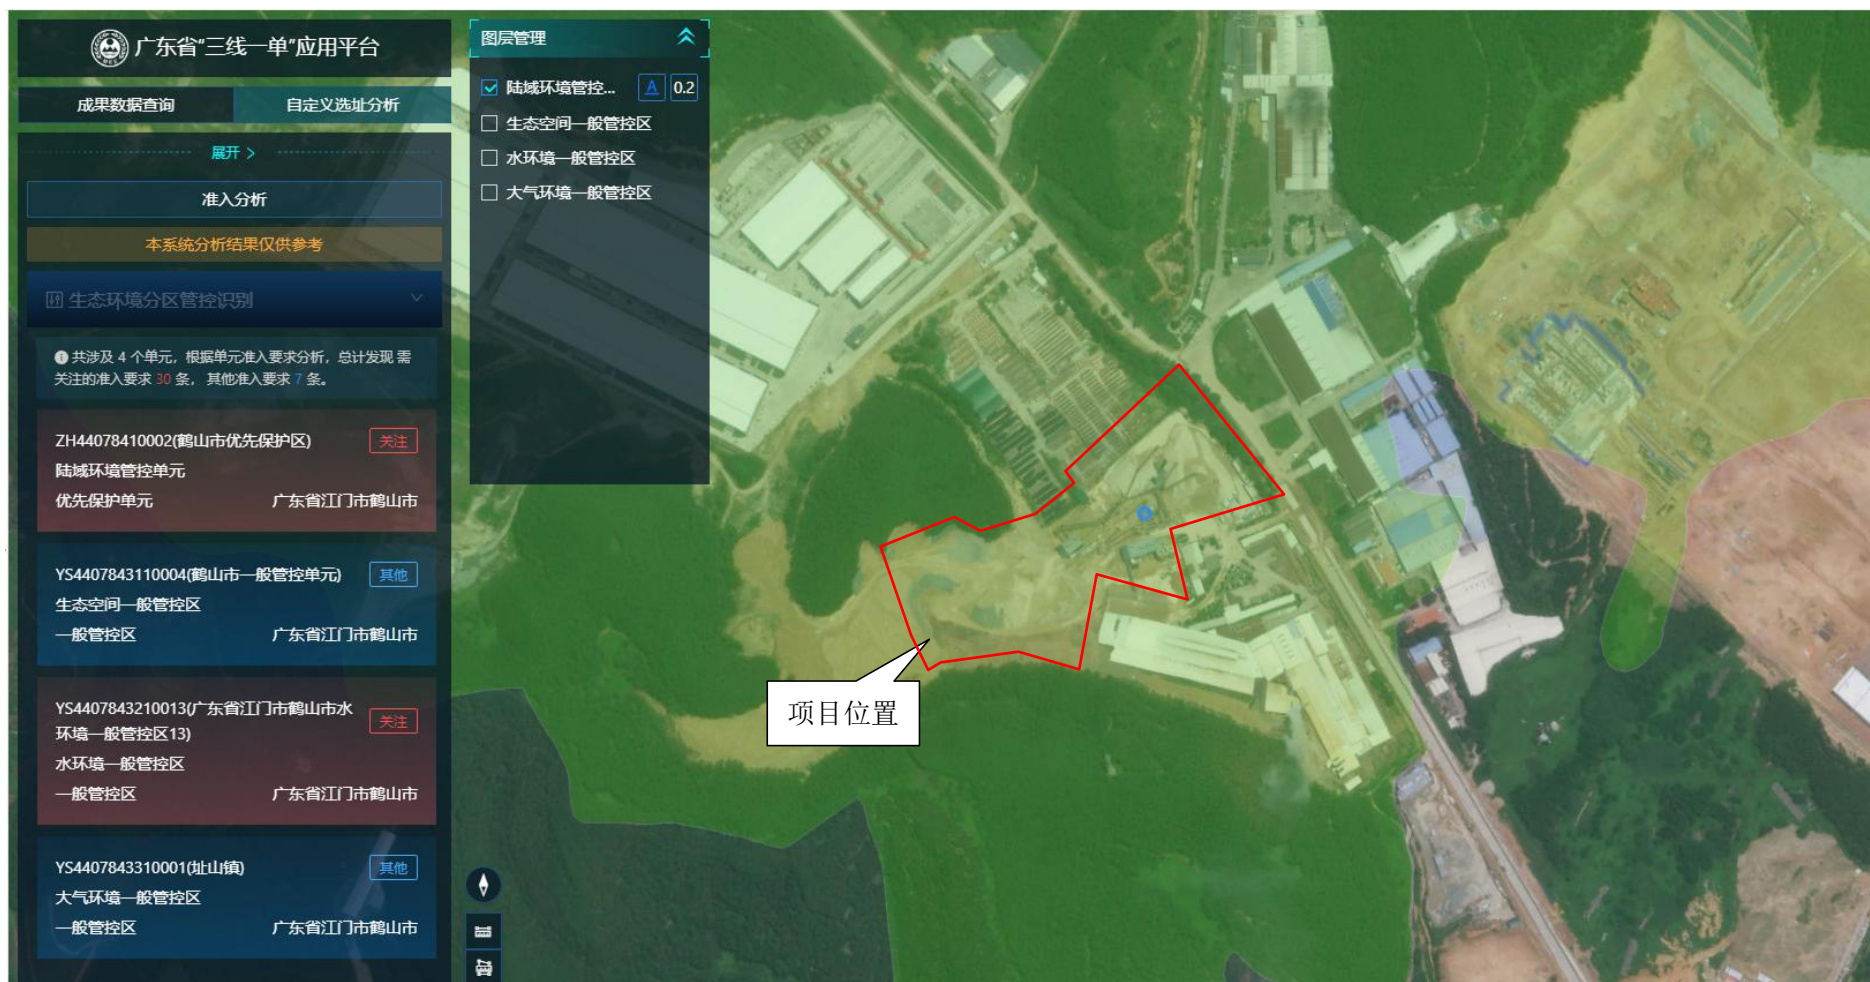 广东省"三线一单"应用平台
成果数据查询
自定义选址分析
展开 >
准入分析
本系统分析结果仅供参考
生态环境分区管控识别
共涉及 4 个单元，根据单元准入要求分析，总计发现 需
关注的准入要求 30 条， 其他准入要求 7 条。
ZH44078410002(鹤山市优先保护区)
关注
陆域环境管控单元
优先保护单元
广东省江门市鹤山市
YS4407843110004(鹤山市一般管控单元)
其他
生态空间一般管控区
一般管控区
广东省江门市鹤山市
YS4407843210013(广东省江门市鹤山市水
环境一般管控区13)
关注
水环境一般管控区
一般管控区
广东省江门市鹤山市
YS4407843310001(址山镇)
其他
大气环境一般管控区
一般管控区
广东省江门市鹤山市
图层管理
陆域环境管控...
A
0.2
生态空间一般管控区
水环境一般管控区
大气环境一般管控区
项目位置